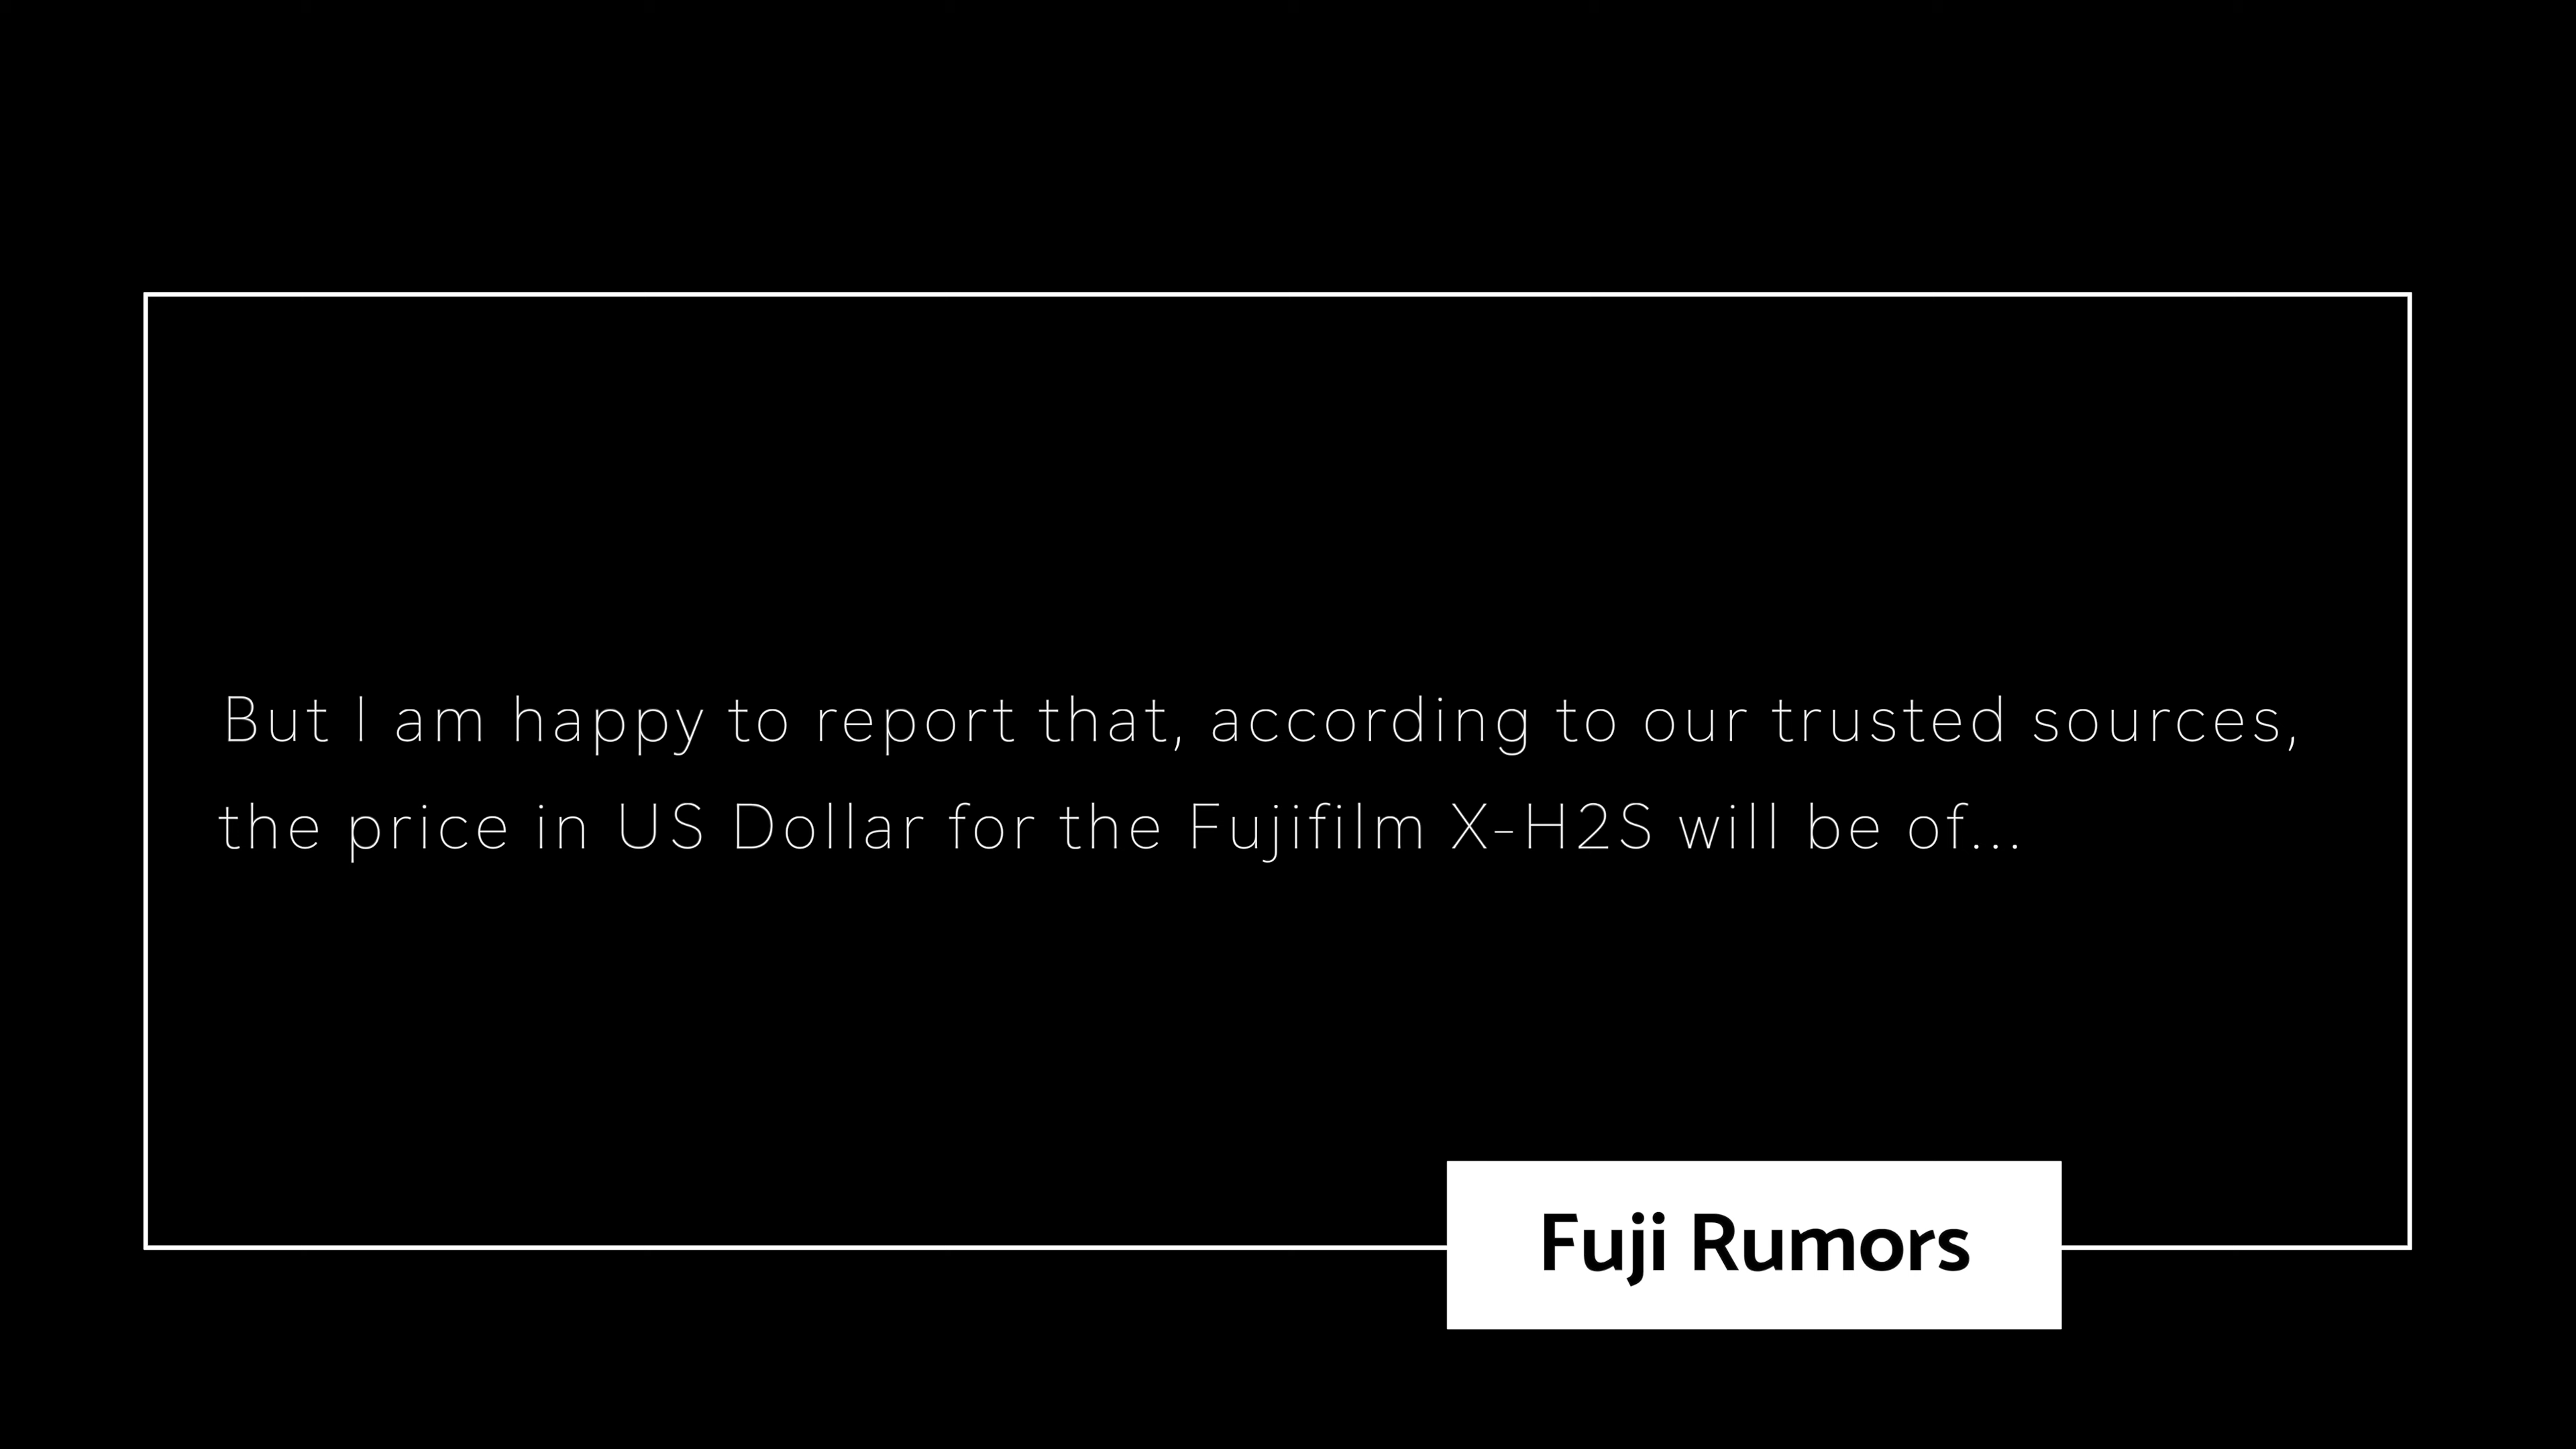 But I am happy to report that, according to our trusted sources,
the price in US Dollar for the Fujifilm X-H2S will be of...
Fuji Rumors